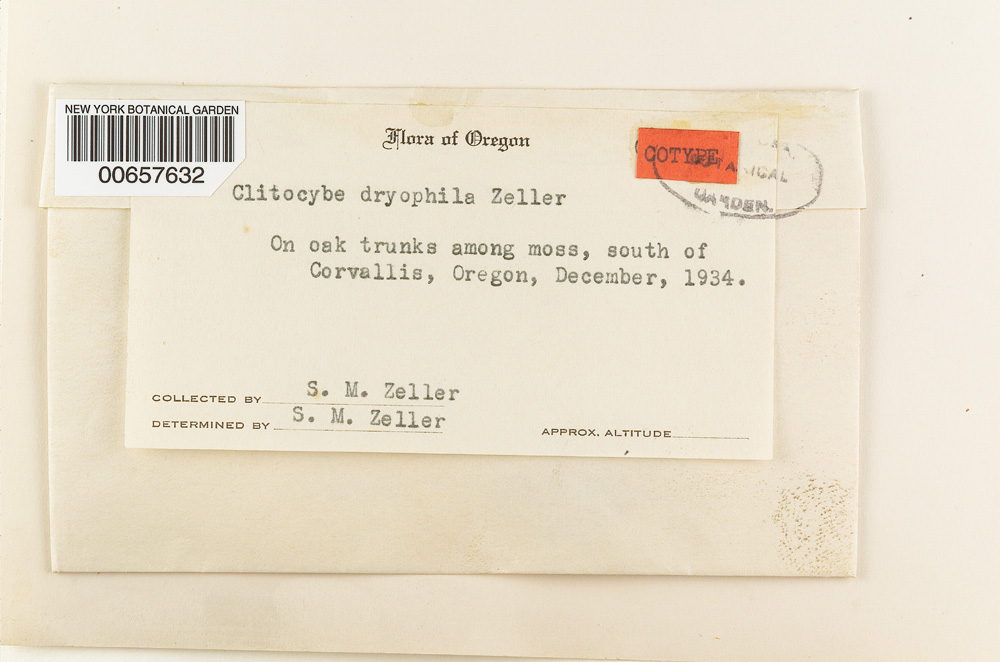 NEW YORK BOTANICAL GARDEN
00657632
Flora of Oregon
COTYPE
GARDEN.
Clitocybe dryophila Zeller
On oak trunks among moss, south of
Corvallis, Oregon, December, 1934.
COLLECTED BY S. M. Zeller
DETERMINED BY S. M. Zeller
APPROX. ALTITUDE